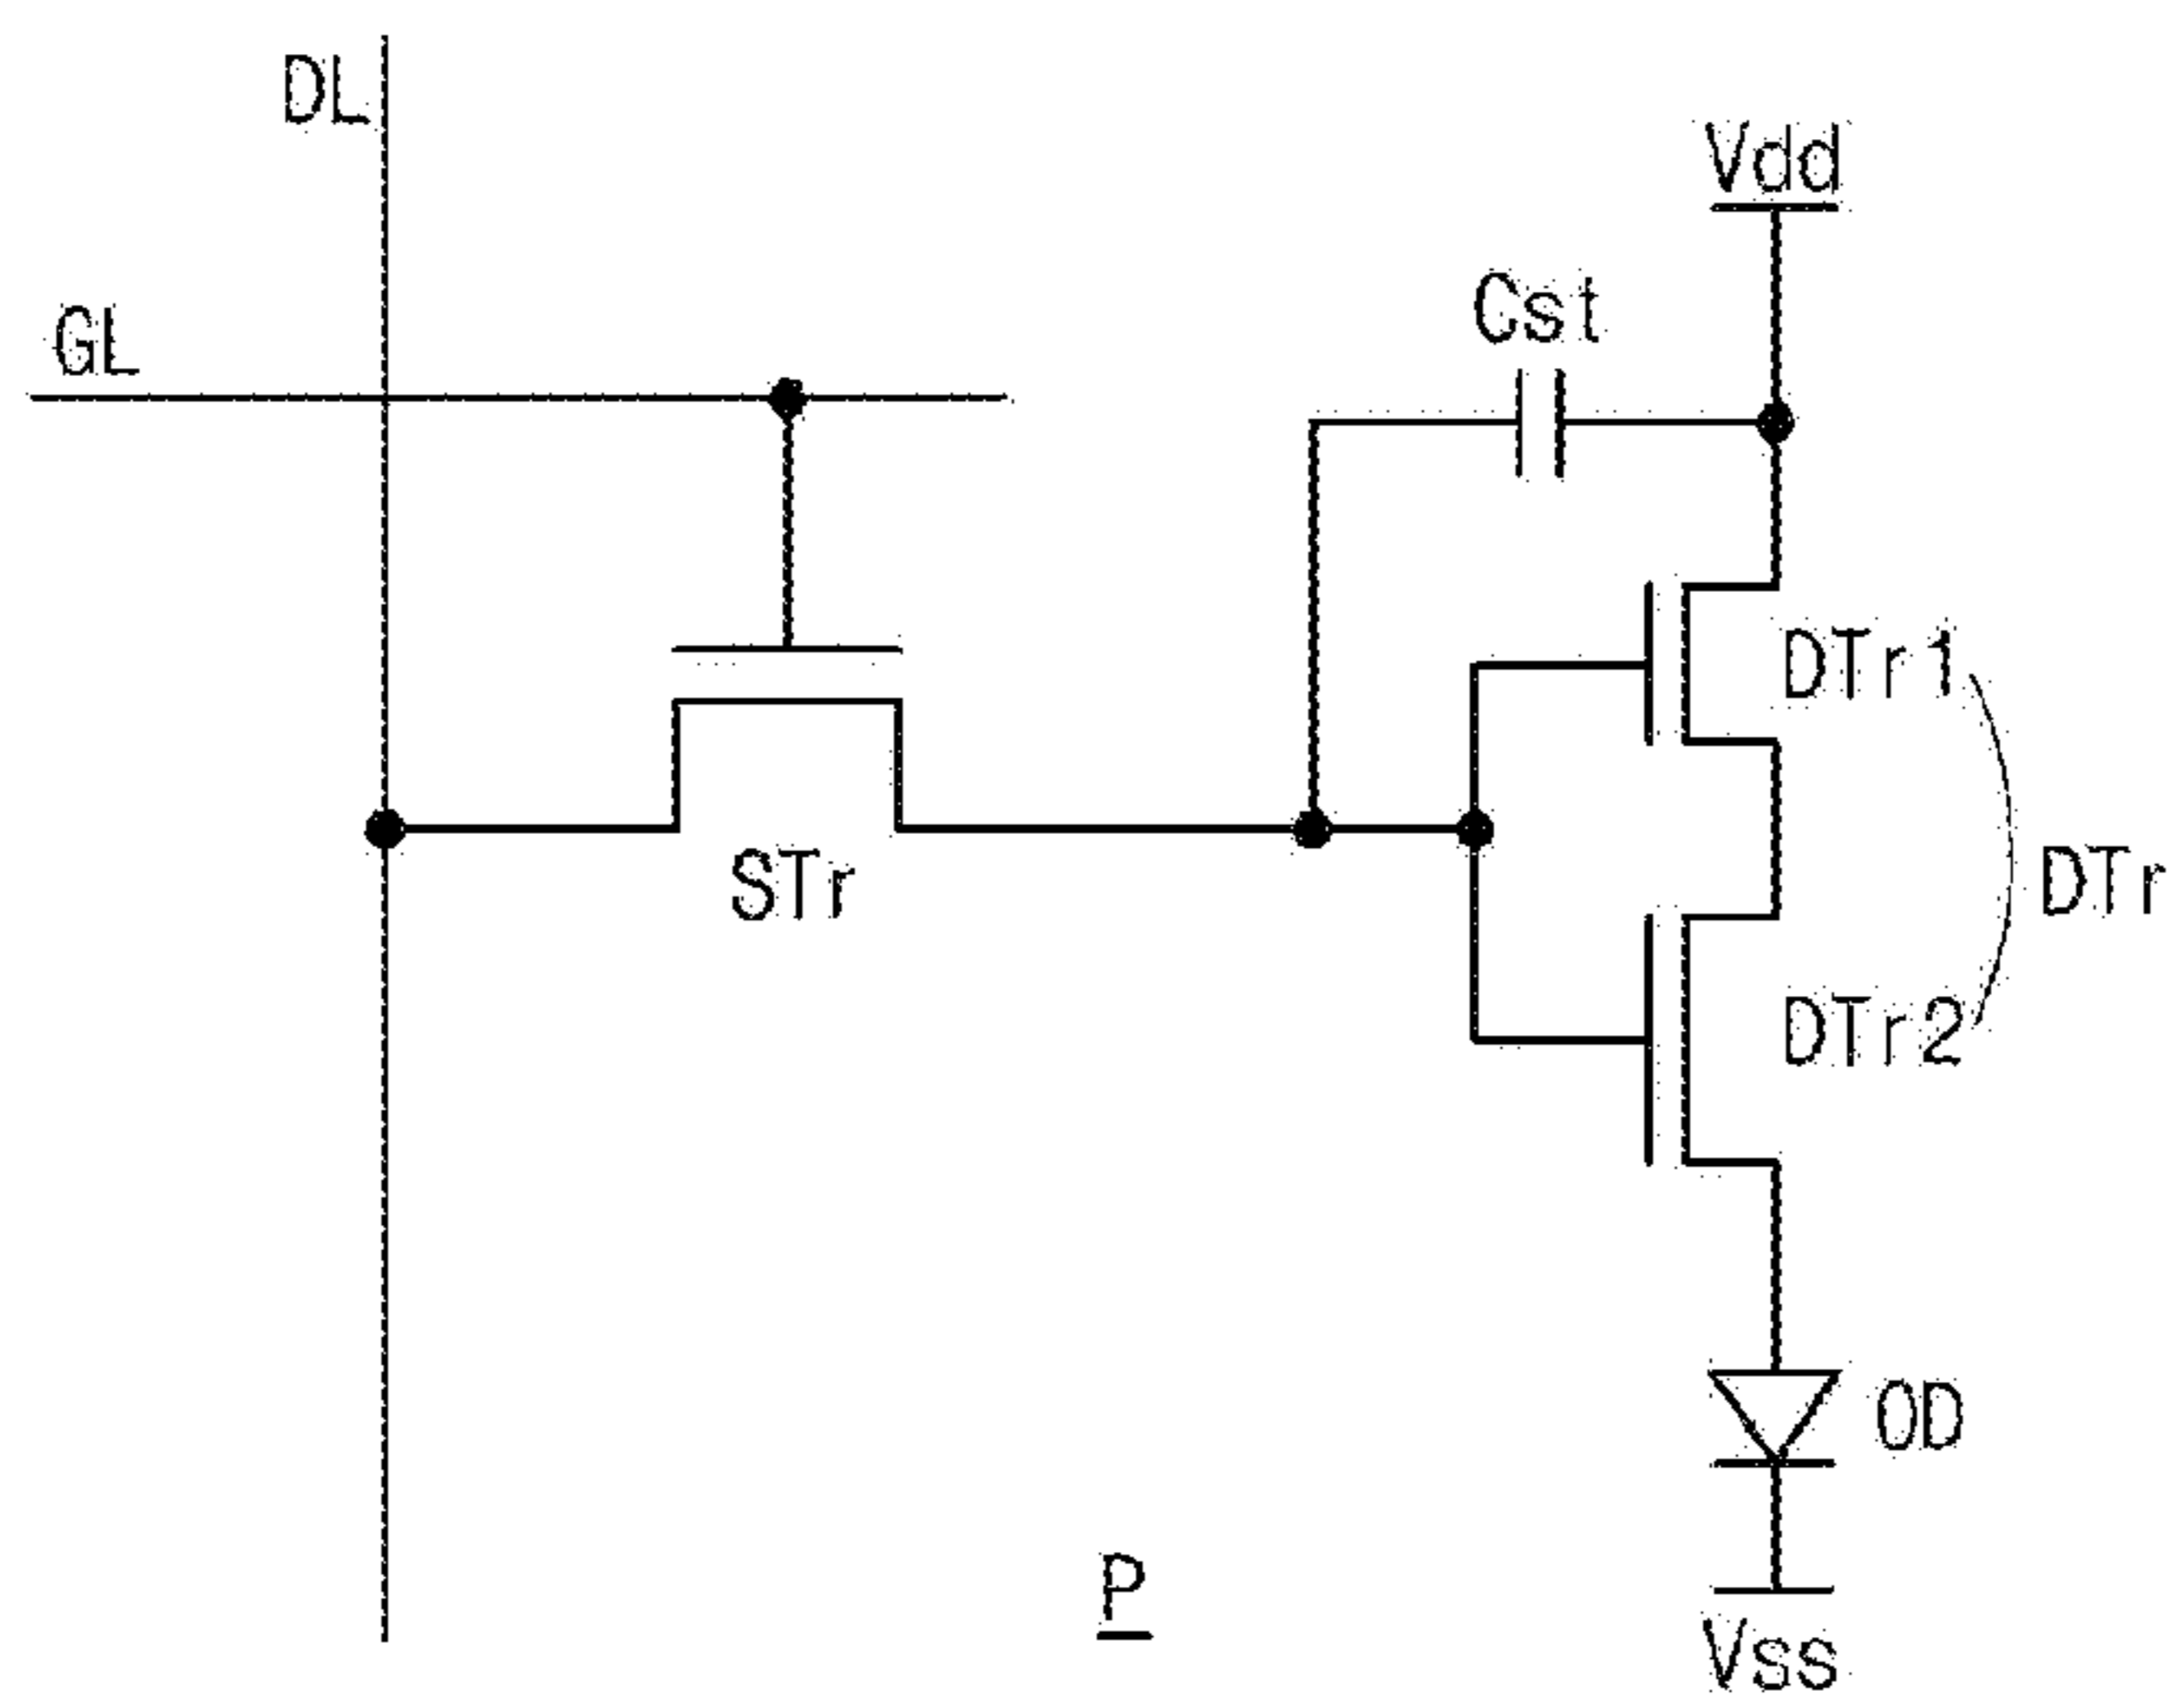 DL
Vdd
Cst
GL
DTr1
STr
DTr
DTr2
OD
P
Vss